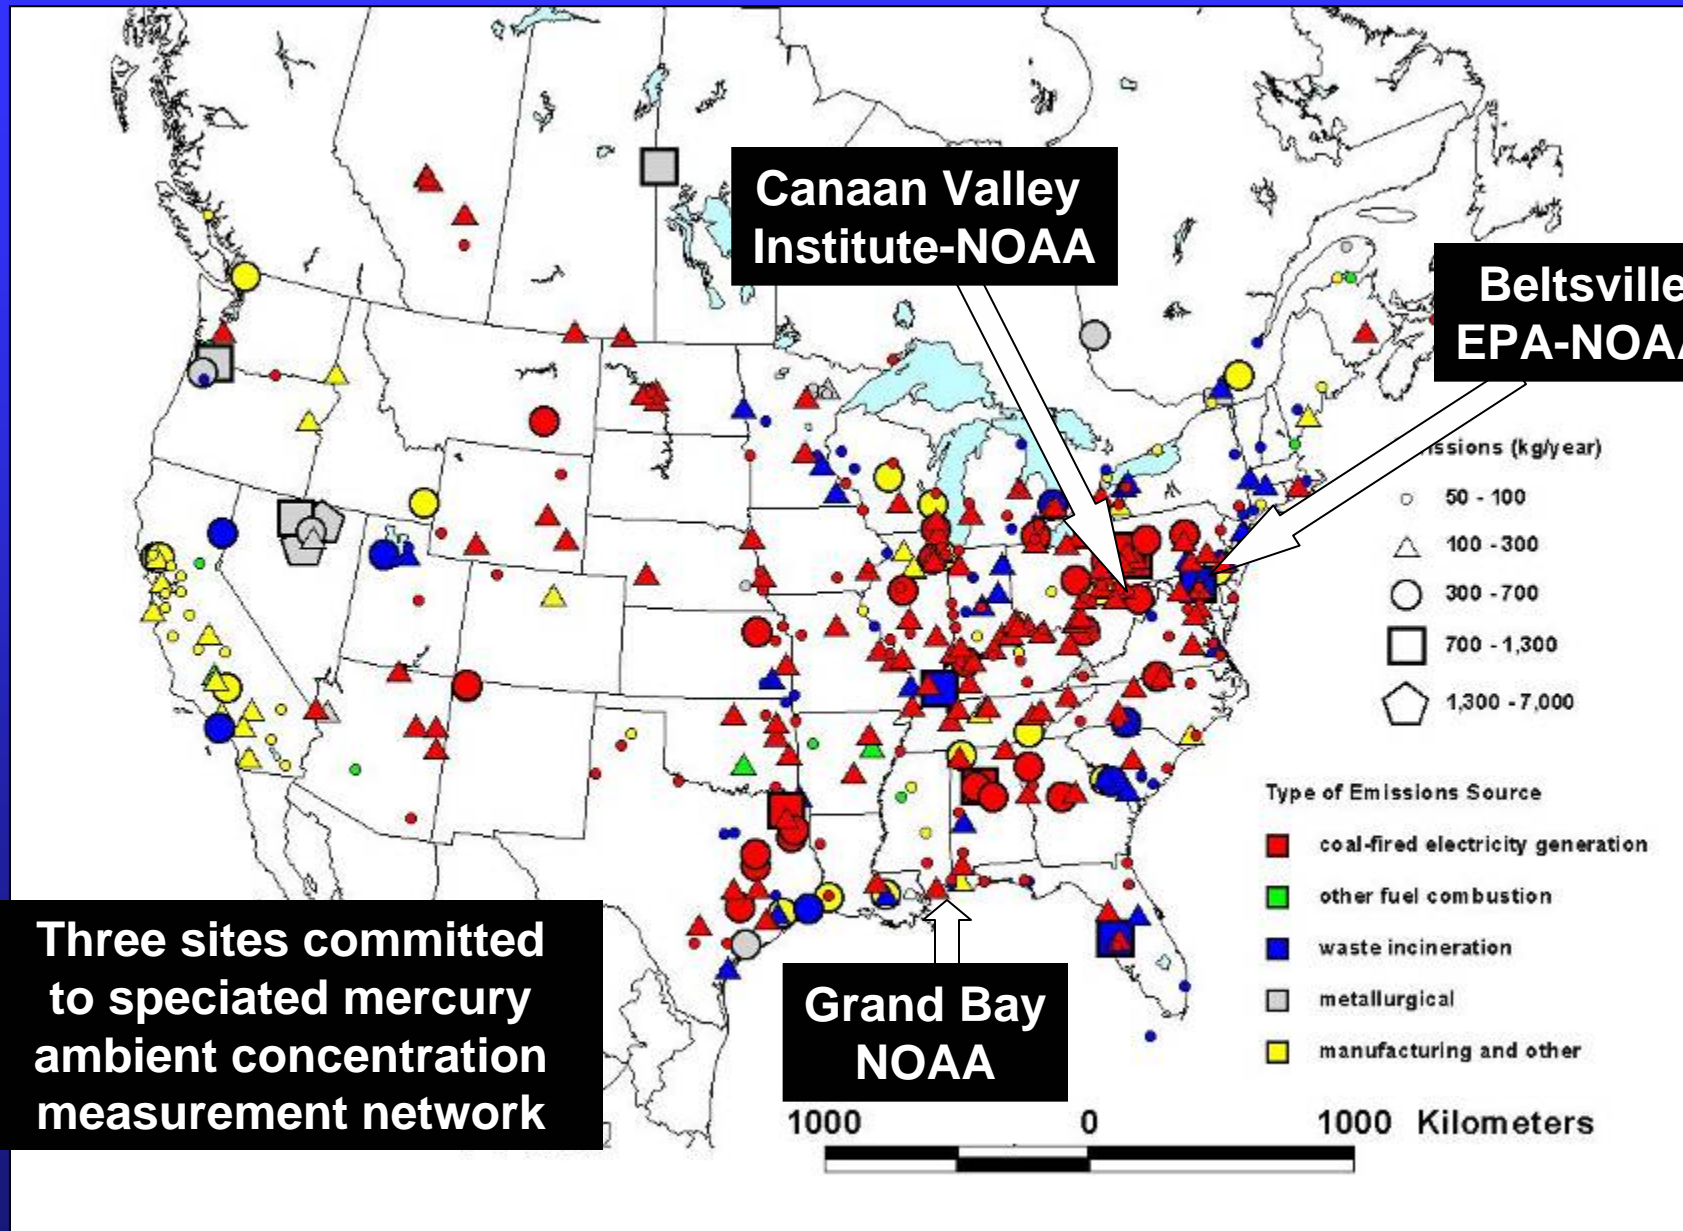 Canaan Valley
Institute-NOAA
Beltsville
EPA-NOAA
ssions (kg/year)
50 - 100
100 - 300
300 - 700
700 - 1,300
1,300 - 7,000
Type of Emissions Source
coal-fired electricity generation
other fuel combustion
waste incineration
metallurgical
manufacturing and other
Three sites committed
to speciated mercury
ambient concentration
measurement network
Grand Bay
NOAA
1000 0 1000 Kilometers